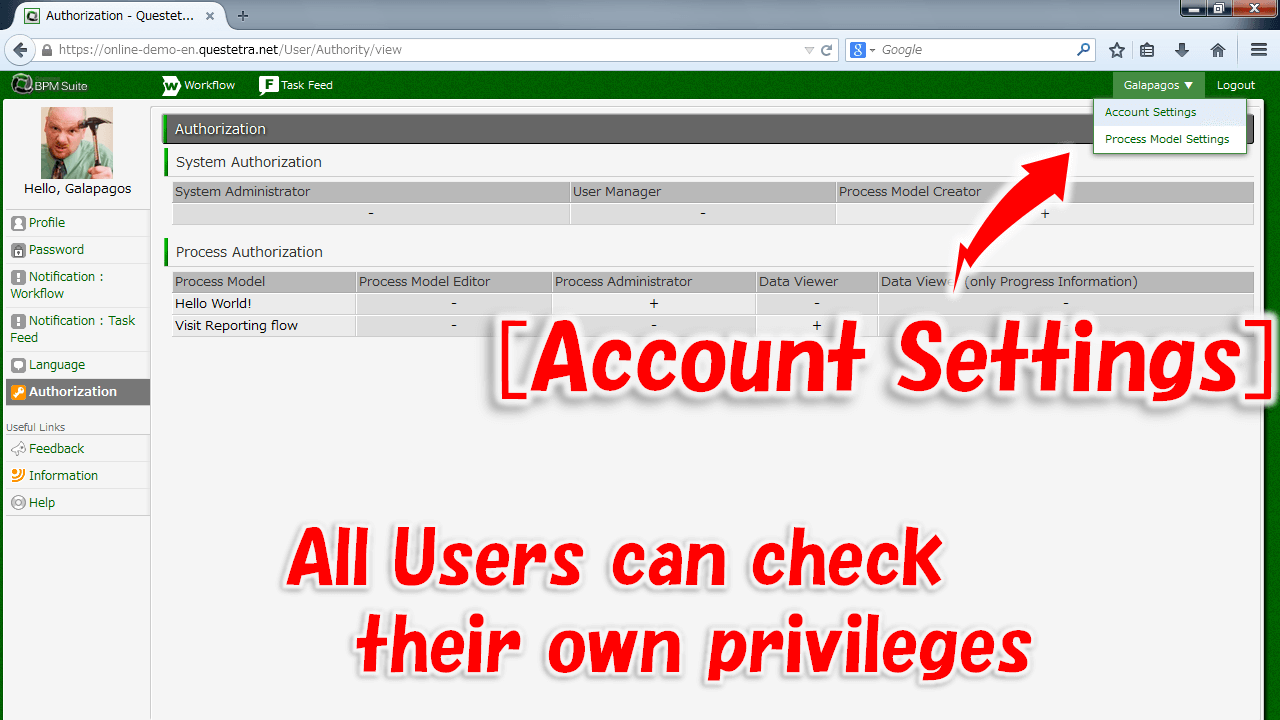 Authorization - Questet...
https://online-demo-en.questetra.net/User/Authority/view
Google
BPM Suite
Workflow
Task Feed
Galapagos ▼
Logout
Account Settings
Process Model Settings
Hello, Galapagos
Profile
Password
Notification :
Workflow
Notification : Task
Feed
Language
Authorization
Useful Links
Feedback
Information
Help
Authorization
System Authorization
System Administrator User Manager Process Model Creator
- - +
Process Authorization
Process Model Process Model Editor Process Administrator Data Viewer Data Viewer (only Progress Information)
Hello World! - + - -
Visit Reporting flow - - +
[Account Settings]
All Users can check
their own privileges